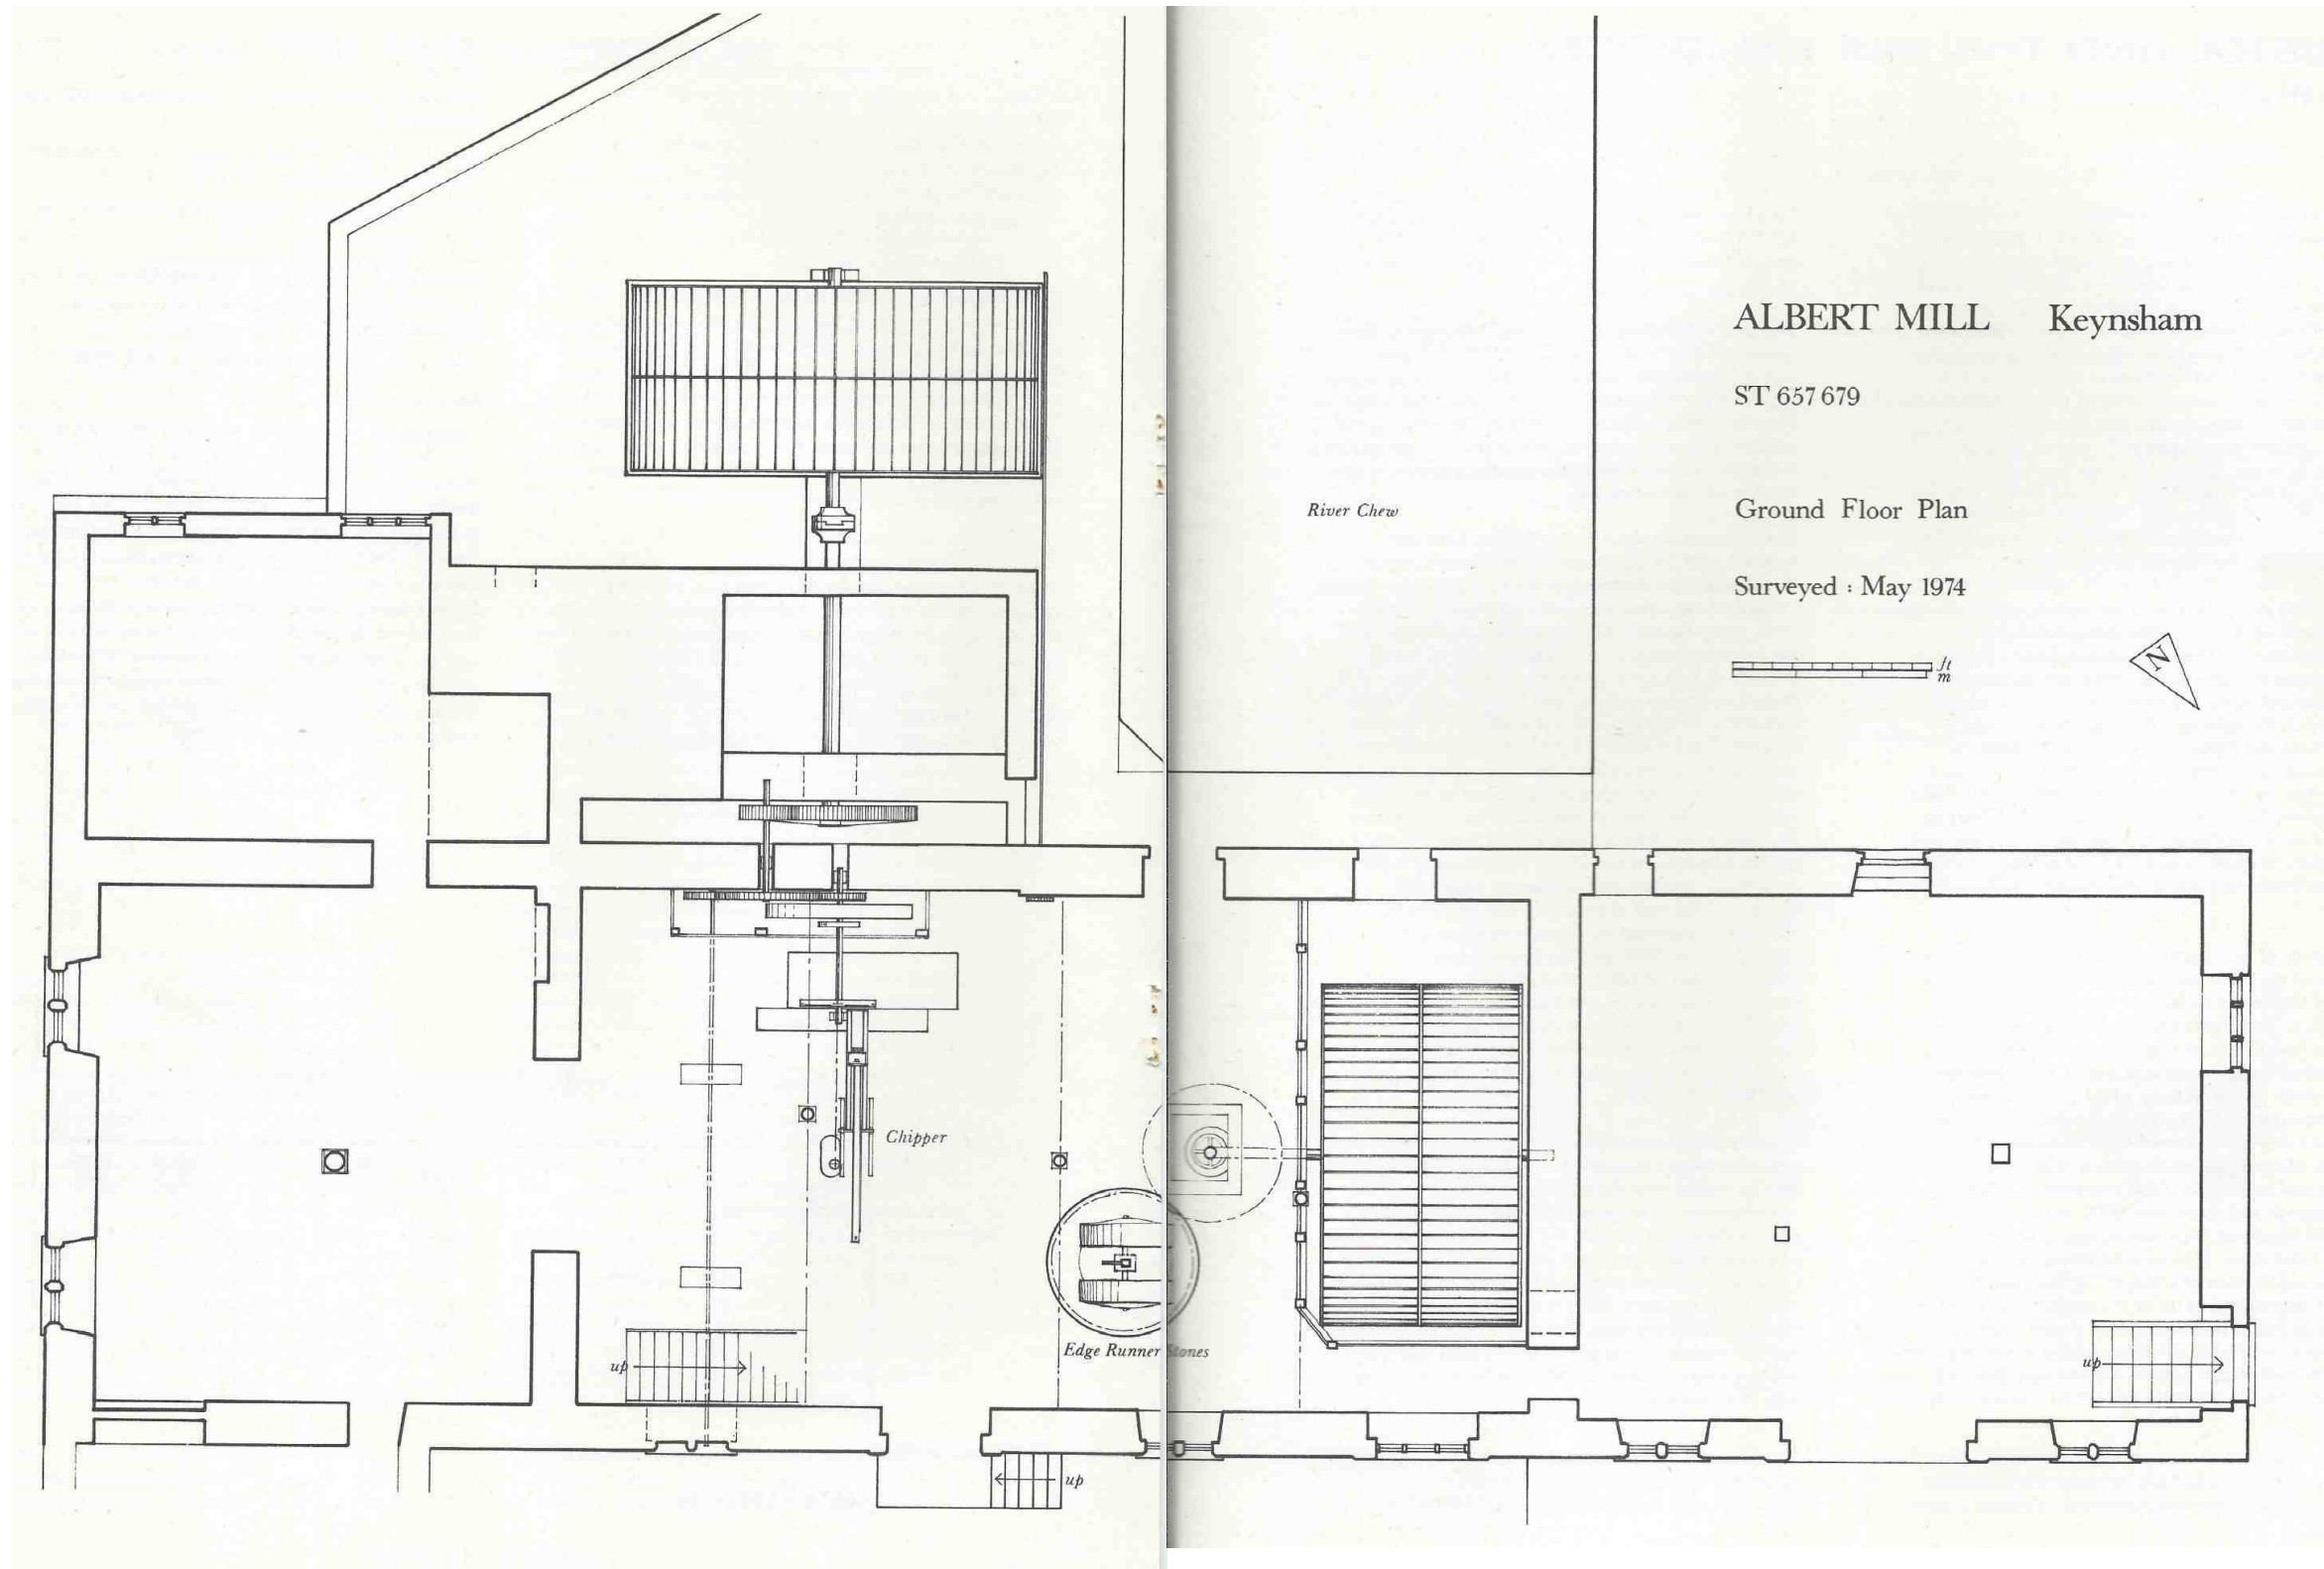 ALBERT MILL Keynsham
ST 657 679
River Chew
Ground Floor Plan
Surveyed : May 1974
ft
m
N
Chipper
Edge Runner Stones
up
up
up